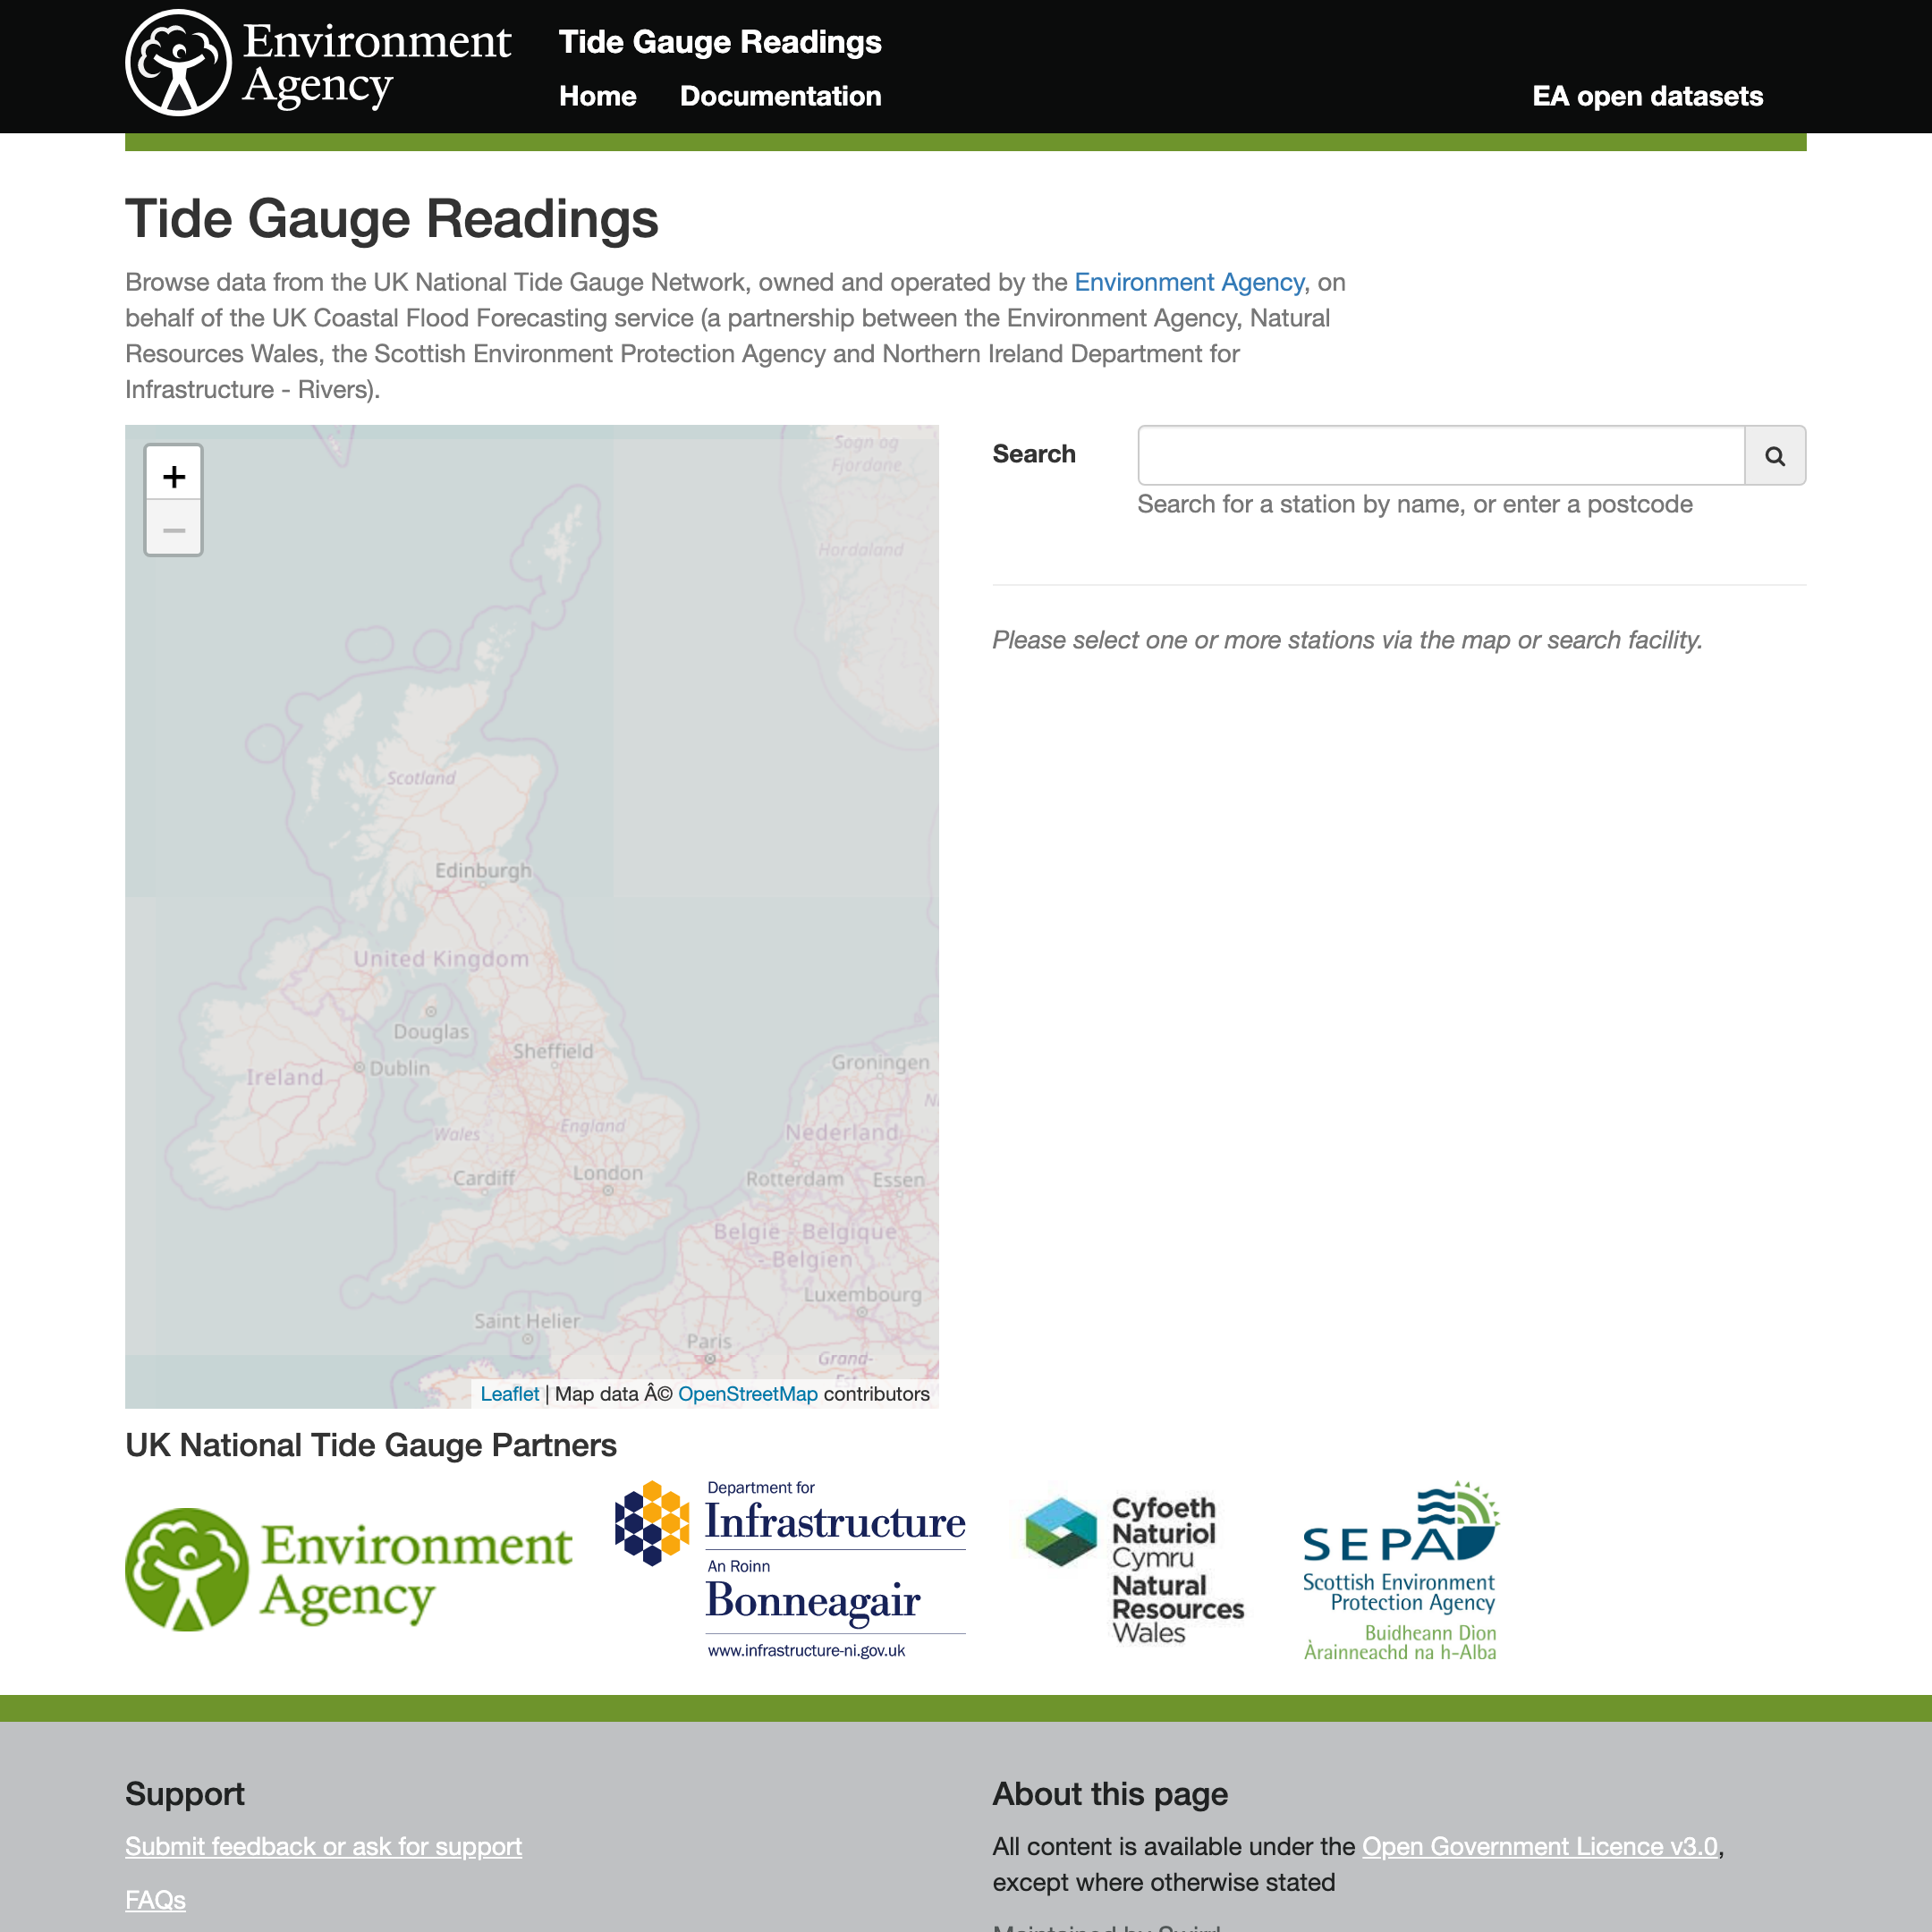 Environment
Agency
Tide Gauge Readings
Home Documentation
EA open datasets
Tide Gauge Readings
Browse data from the UK National Tide Gauge Network, owned and operated by the Environment Agency, on
behalf of the UK Coastal Flood Forecasting service (a partnership between the Environment Agency, Natural
Resources Wales, the Scottish Environment Protection Agency and Northern Ireland Department for
Infrastructure - Rivers).
+
−
Sogn og
Fjordane
Hordaland
Scotland
Edinburgh
United Kingdom
Douglas
Sheffield
Dublin
Ireland
Groningen
Wales
England
Nederland
Cardiff
London
Rotterdam
Essen
België - Belgique
- Belgien
Luxembourg
Saint Helier
Paris
Grand-
Leaflet | Map data Â© OpenStreetMap contributors
Search
Search for a station by name, or enter a postcode
Please select one or more stations via the map or search facility.
UK National Tide Gauge Partners
Environment
Agency
Department for
Infrastructure
An Roinn
Bonneagair
www.infrastructure-ni.gov.uk
Cyfoeth
Naturiol
Cymru
Natural
Resources
Wales
SEPA
Scottish Environment
Protection Agency
Buidheann Dìon
Àrainneachd na h-Alba
Support
Submit feedback or ask for support
FAQs
About this page
All content is available under the Open Government Licence v3.0,
except where otherwise stated
Maintained by Swirrl